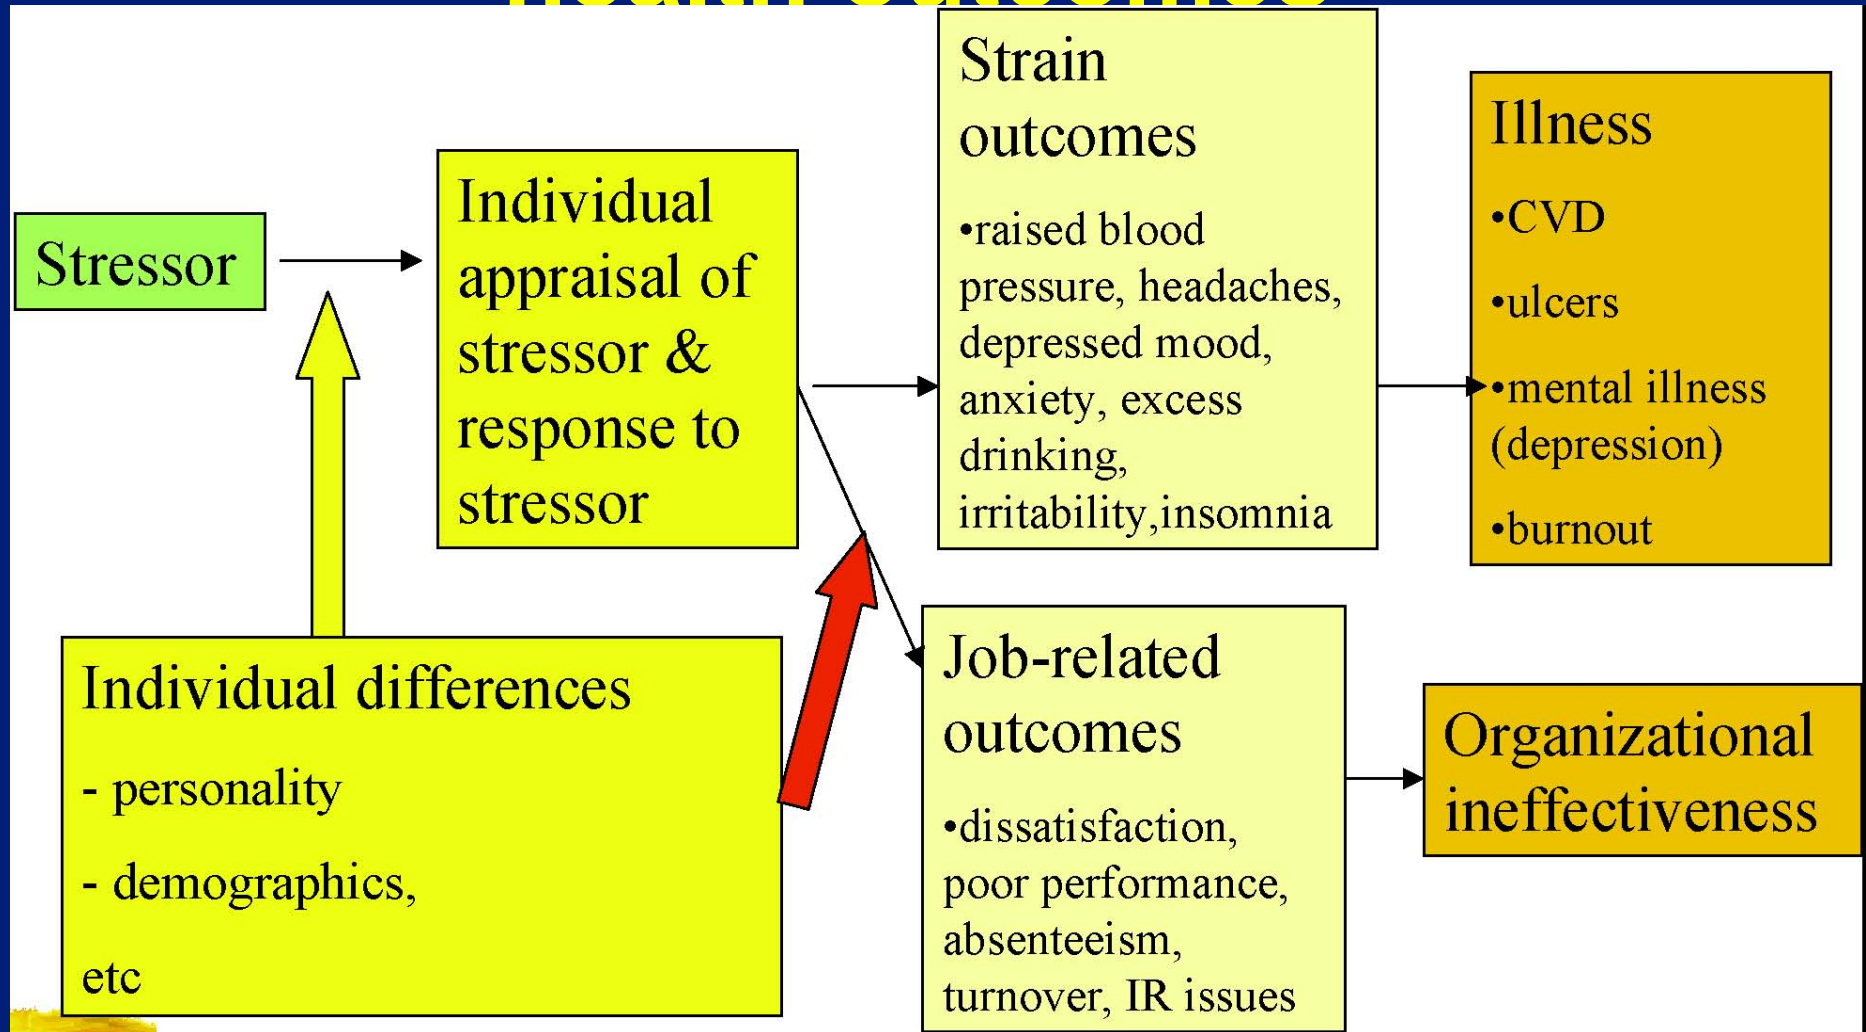 health outcomes
Stressor
Individual
appraisal of
stressor &
response to
stressor
Strain
outcomes
•raised blood
pressure, headaches,
depressed mood,
anxiety, excess
drinking,
irritability,insomnia
Illness
•CVD
•ulcers
•mental illness
(depression)
•burnout
Individual differences
- personality
- demographics,
etc
Job-related
outcomes
•dissatisfaction,
poor performance,
absenteeism,
turnover, IR issues
Organizational
ineffectiveness